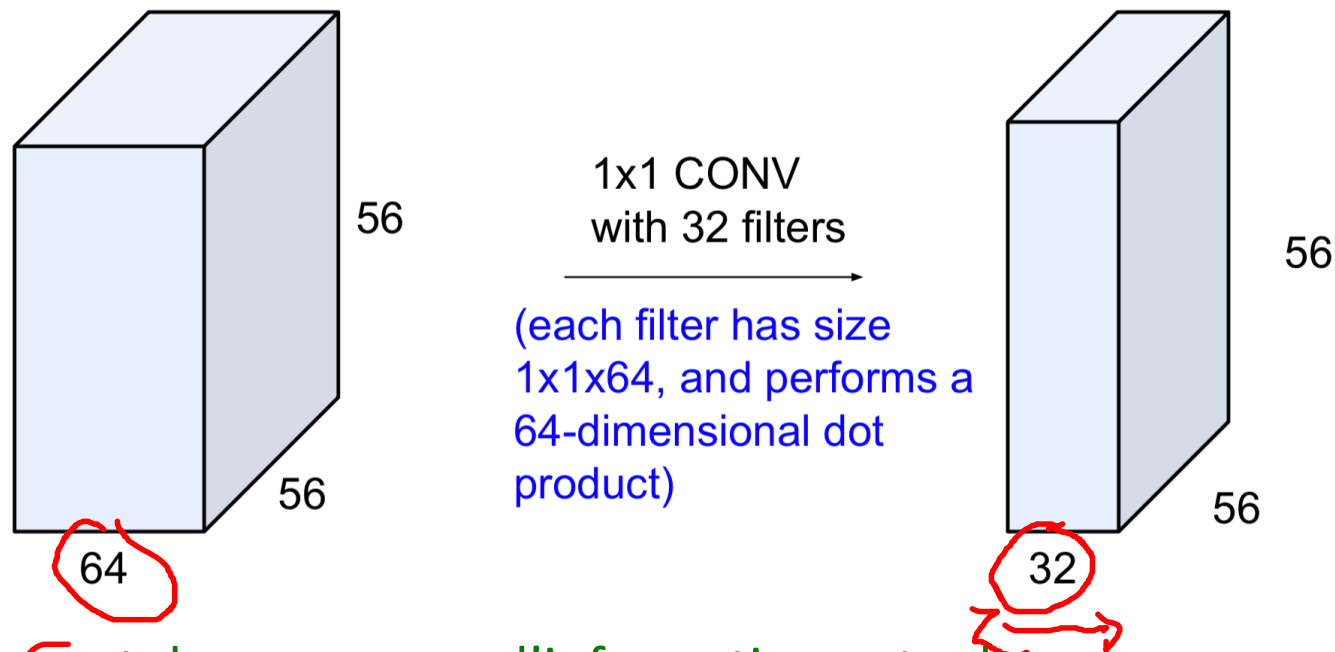 56
56
64
1x1 CONV
with 32 filters
(each filter has size
1x1x64, and performs a
64-dimensional dot
product)
56
56
32